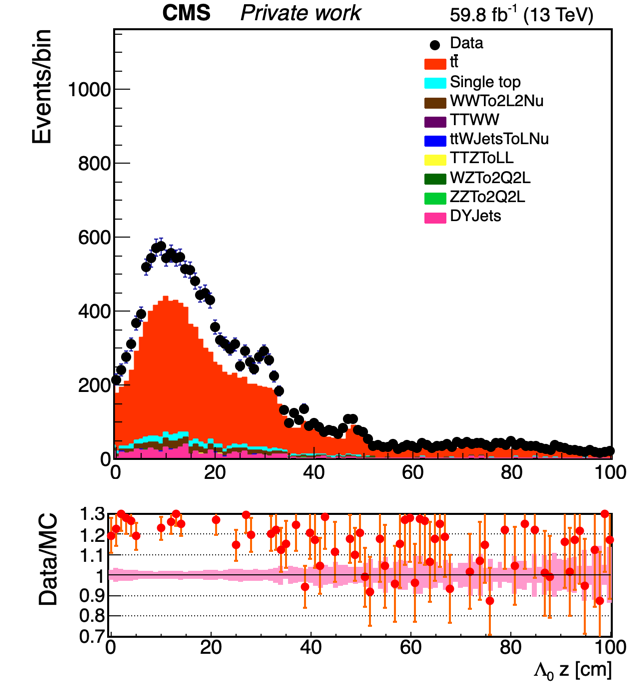 CMS Private work 59.8 fb⁻¹ (13 TeV)
Events/bin
1000
800
600
400
200
0
0 20 40 60 80 100
Data
tt̄
Single top
WWTo2L2Nu
TTWW
ttWJetsToLNu
TTZToLL
WZTo2Q2L
ZZTo2Q2L
DYJets
Data/MC
1.3
1.2
1.1
1
0.9
0.8
0.7
0 20 40 60 80 100
Λ₀ z [cm]